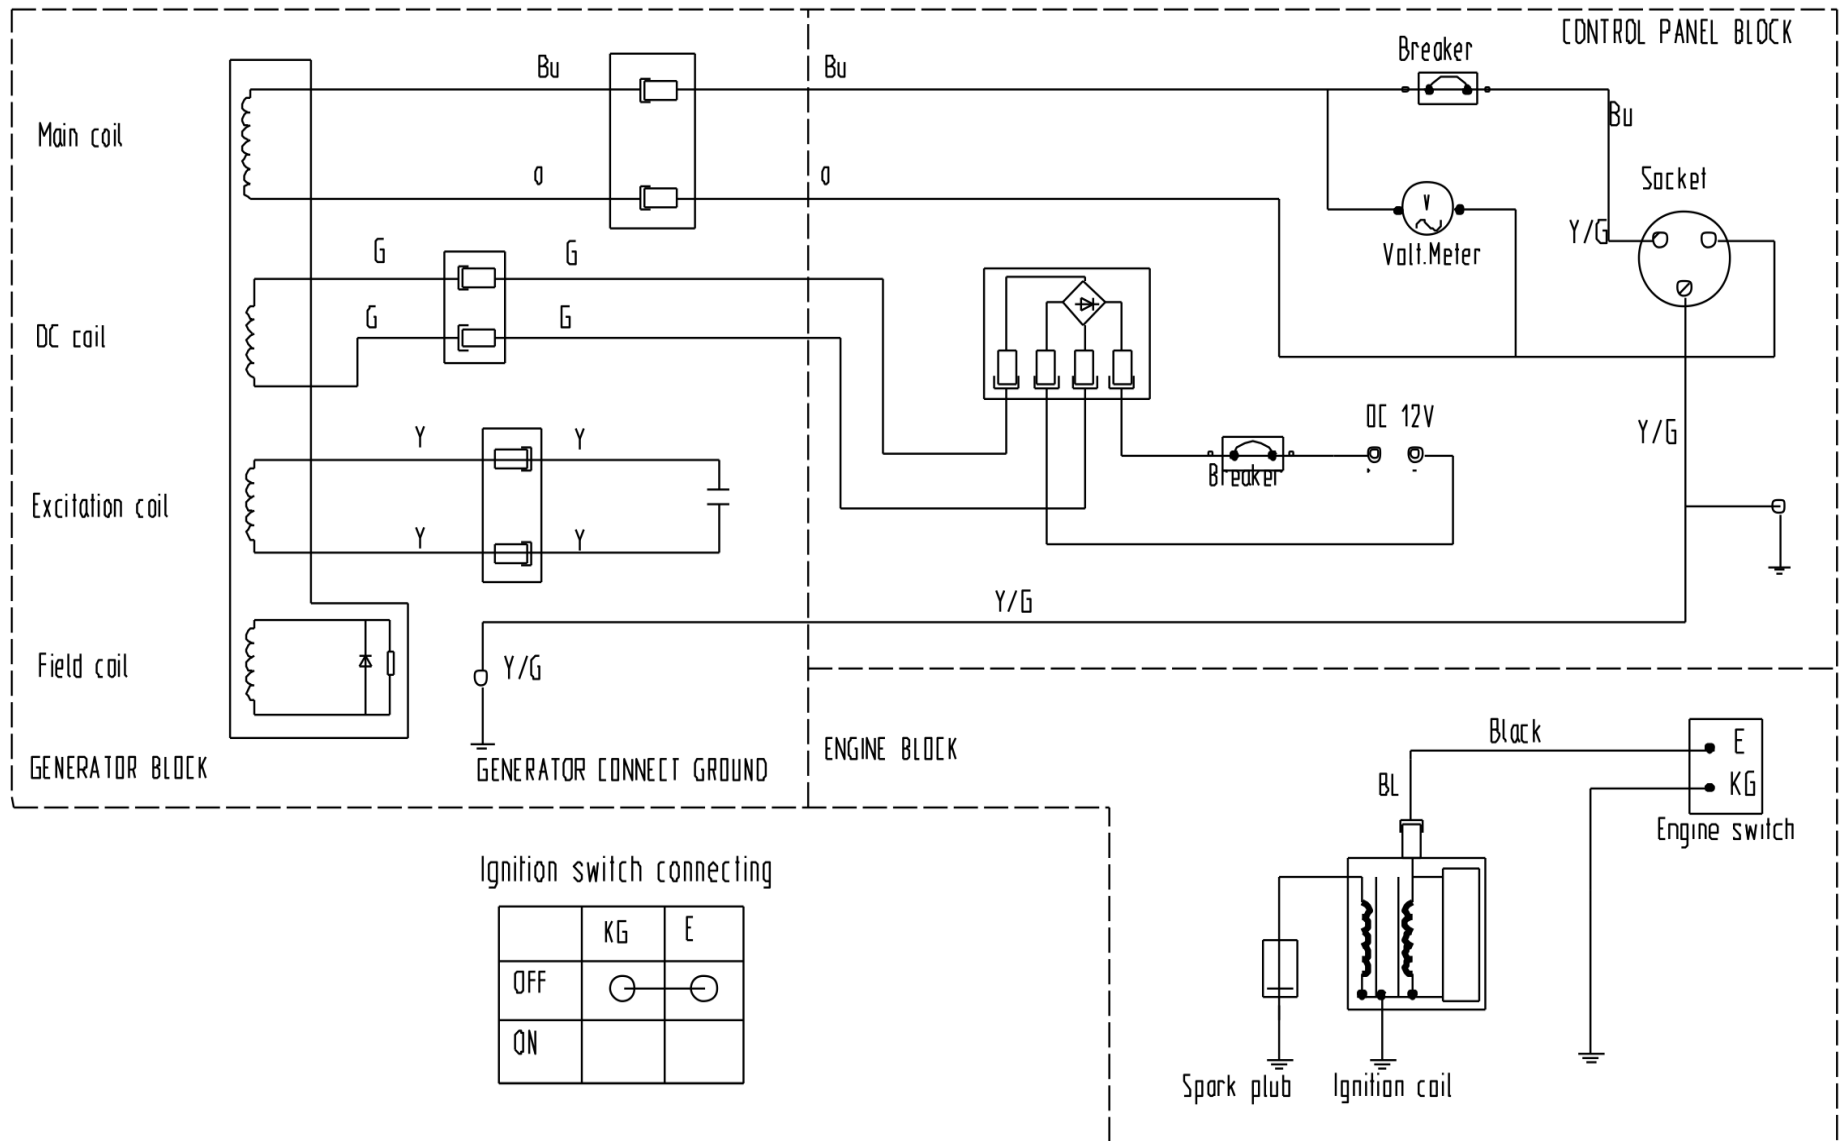 CONTROL PANEL BLOCK
Breaker
Bu
Bu
Bu
Main coil
O
O
Socket
V
Y/G
Volt.Meter
G
G
DC coil
G
G
DC 12V
Y/G
Y
Y
Breaker
Excitation coil
Y
Y
Y/G
Field coil
Y/G
GENERATOR BLOCK
GENERATOR CONNECT GROUND
ENGINE BLOCK
Black
E
BL
KG
Engine switch
Ignition switch connecting
KG E
OFF
ON
Spark plub
Ignition coil